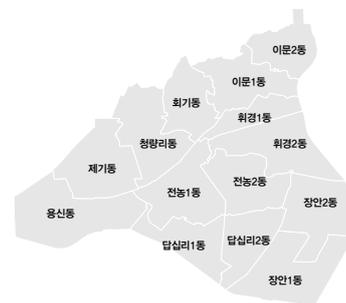 이문2동
이문1동
회기동
휘경1동
청량리동
휘경2동
제기동
전농2동
전농1동
장안2동
용신동
답십리2동
답십리1동
장안1동